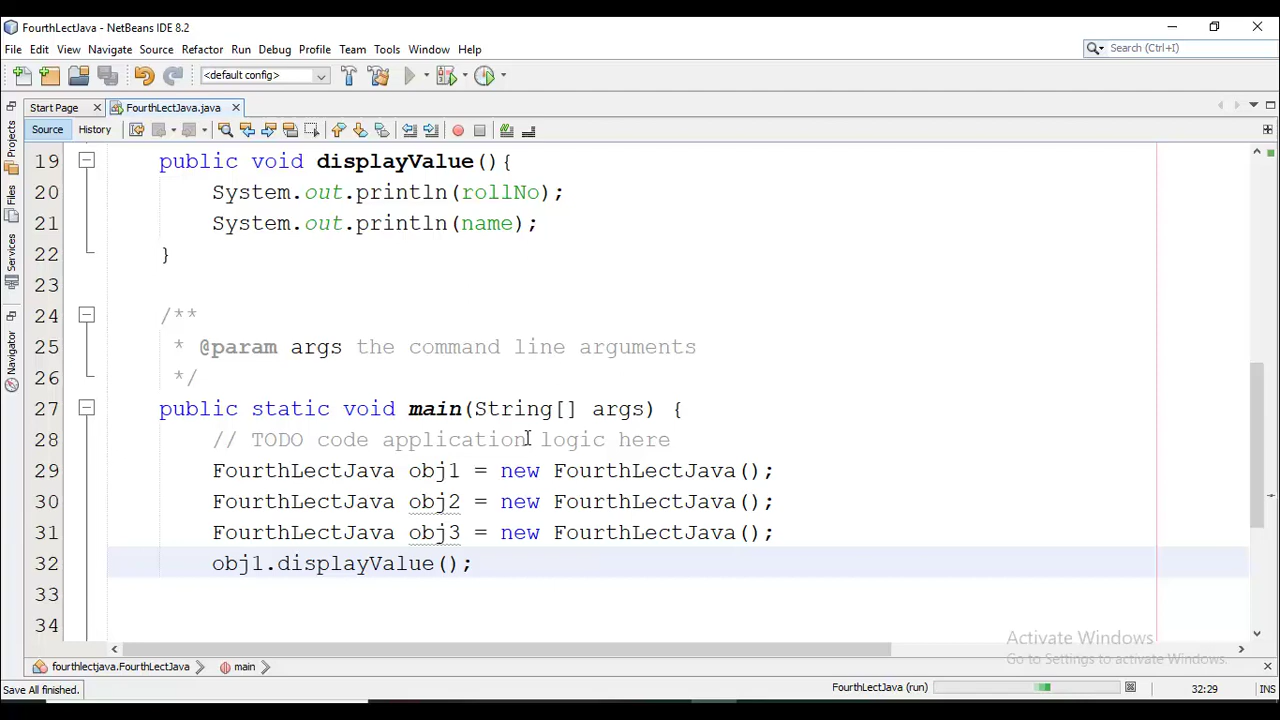 FourthLectJava - NetBeans IDE 8.2
File Edit View Navigate Source Refactor Run Debug Profile Team Tools Window Help
Search (Ctrl+I)
<default config>
Start Page FourthLectJava.java
Source History
Projects
Files
Services
Navigator
19 public void displayValue(){
20 System.out.println(rollNo);
21 System.out.println(name);
22 }
23
24 /**
25 * @param args the command line arguments
26 */
27 public static void main(String[] args) {
28 // TODO code application logic here
29 FourthLectJava obj1 = new FourthLectJava();
30 FourthLectJava obj2 = new FourthLectJava();
31 FourthLectJava obj3 = new FourthLectJava();
32 obj1.displayValue();
33
34
Activate Windows
Go to Settings to activate Windows.
fourthlectjava.FourthLectJava main
Save All finished. FourthLectJava (run) 32:29 INS